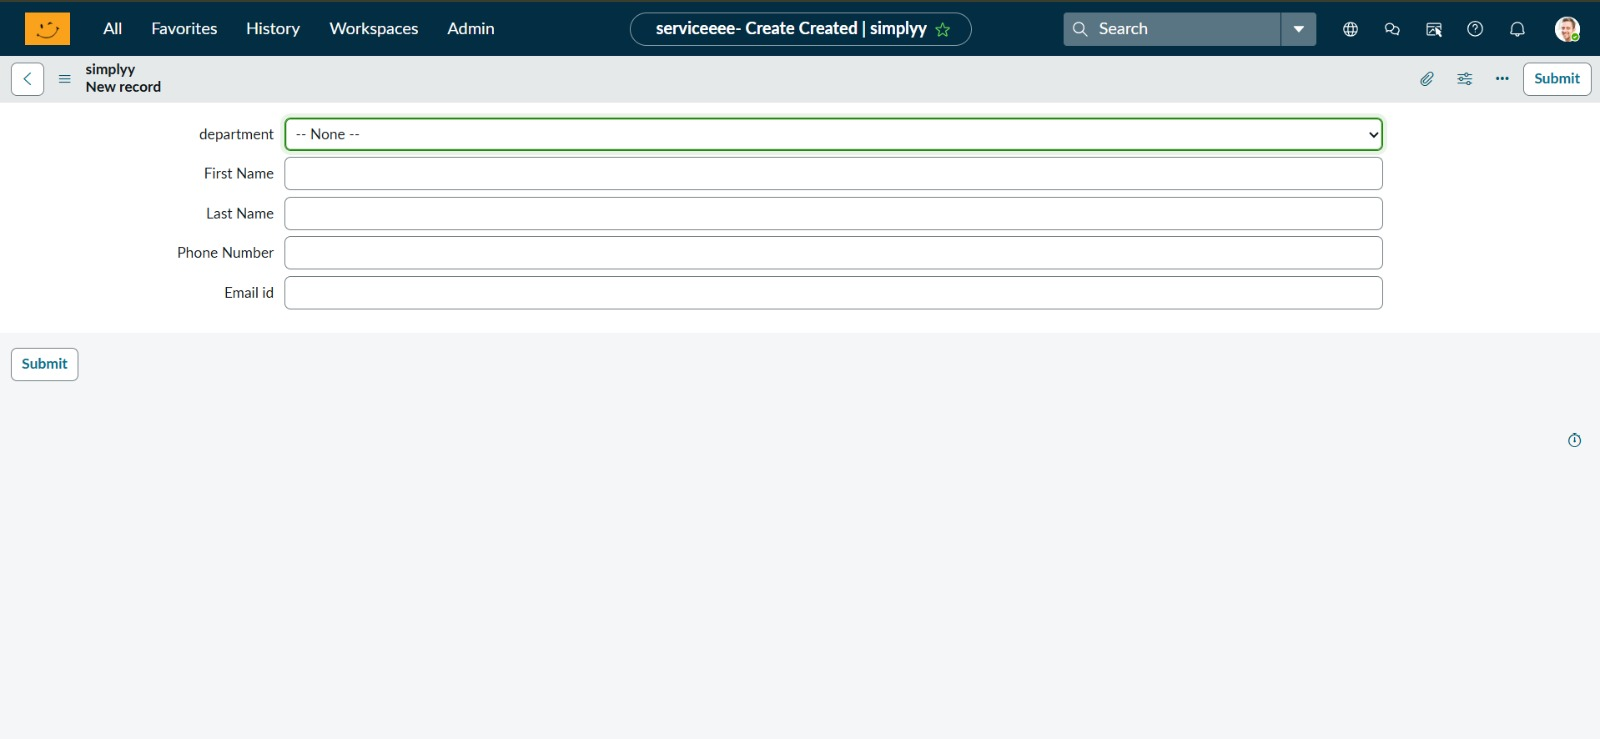 All Favorites History Workspaces Admin serviceeee- Create Created | simplyy Search
simplyy
New record
Submit
department -- None --
First Name
Last Name
Phone Number
Email id
Submit